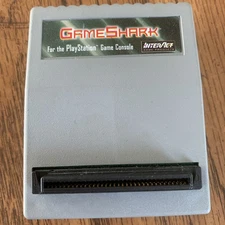 GAMESHARK
For the PlayStation® Game Console
INTERACT